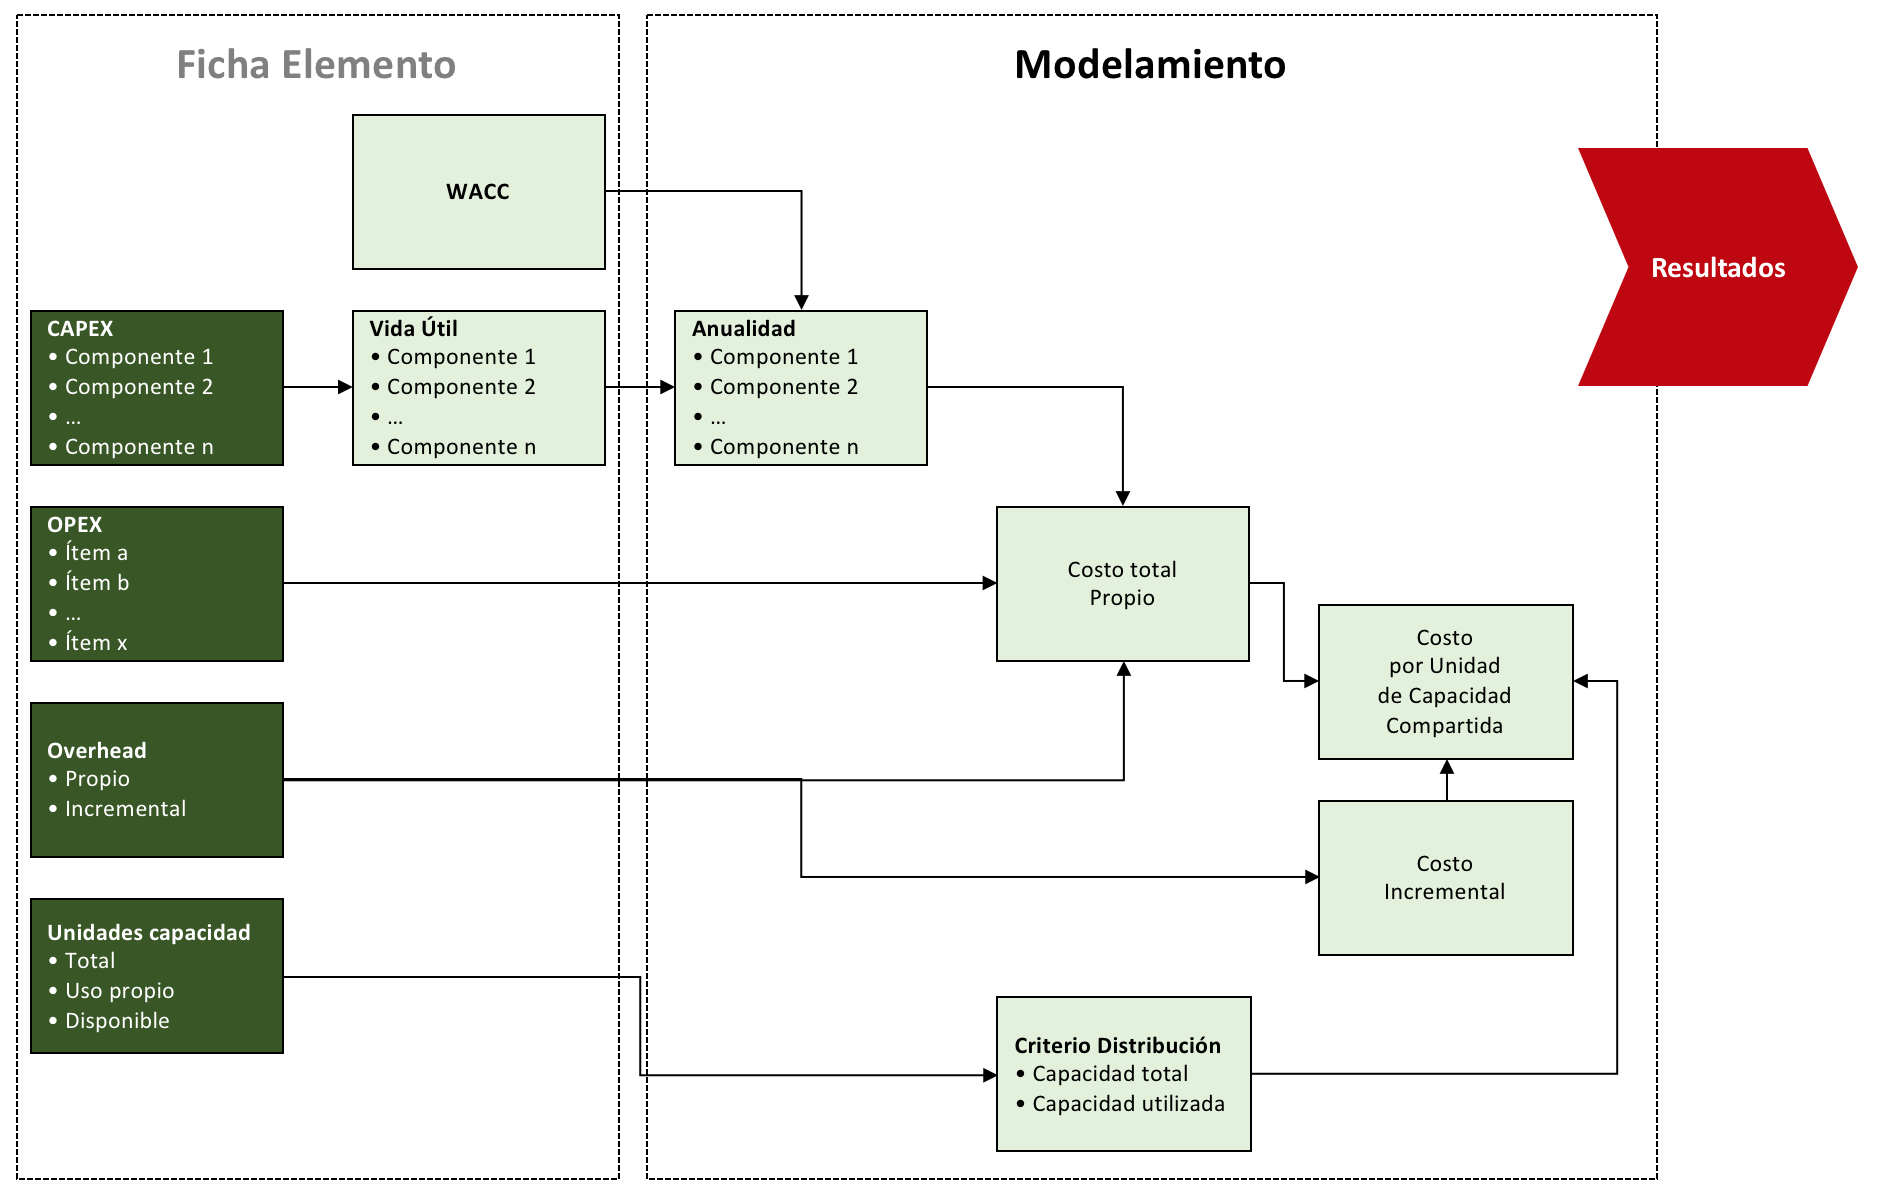 Ficha Elemento
Modelamiento
WACC
Resultados
CAPEX
• Componente 1
• Componente 2
• ...
• Componente n
Vida Útil
• Componente 1
• Componente 2
• ...
• Componente n
Anualidad
• Componente 1
• Componente 2
• ...
• Componente n
OPEX
• Ítem a
• Ítem b
• ...
• Ítem x
Costo total
Propio
Costo
por Unidad
de Capacidad
Compartida
Overhead
• Propio
• Incremental
Costo
Incremental
Unidades capacidad
• Total
• Uso propio
• Disponible
Criterio Distribución
• Capacidad total
• Capacidad utilizada